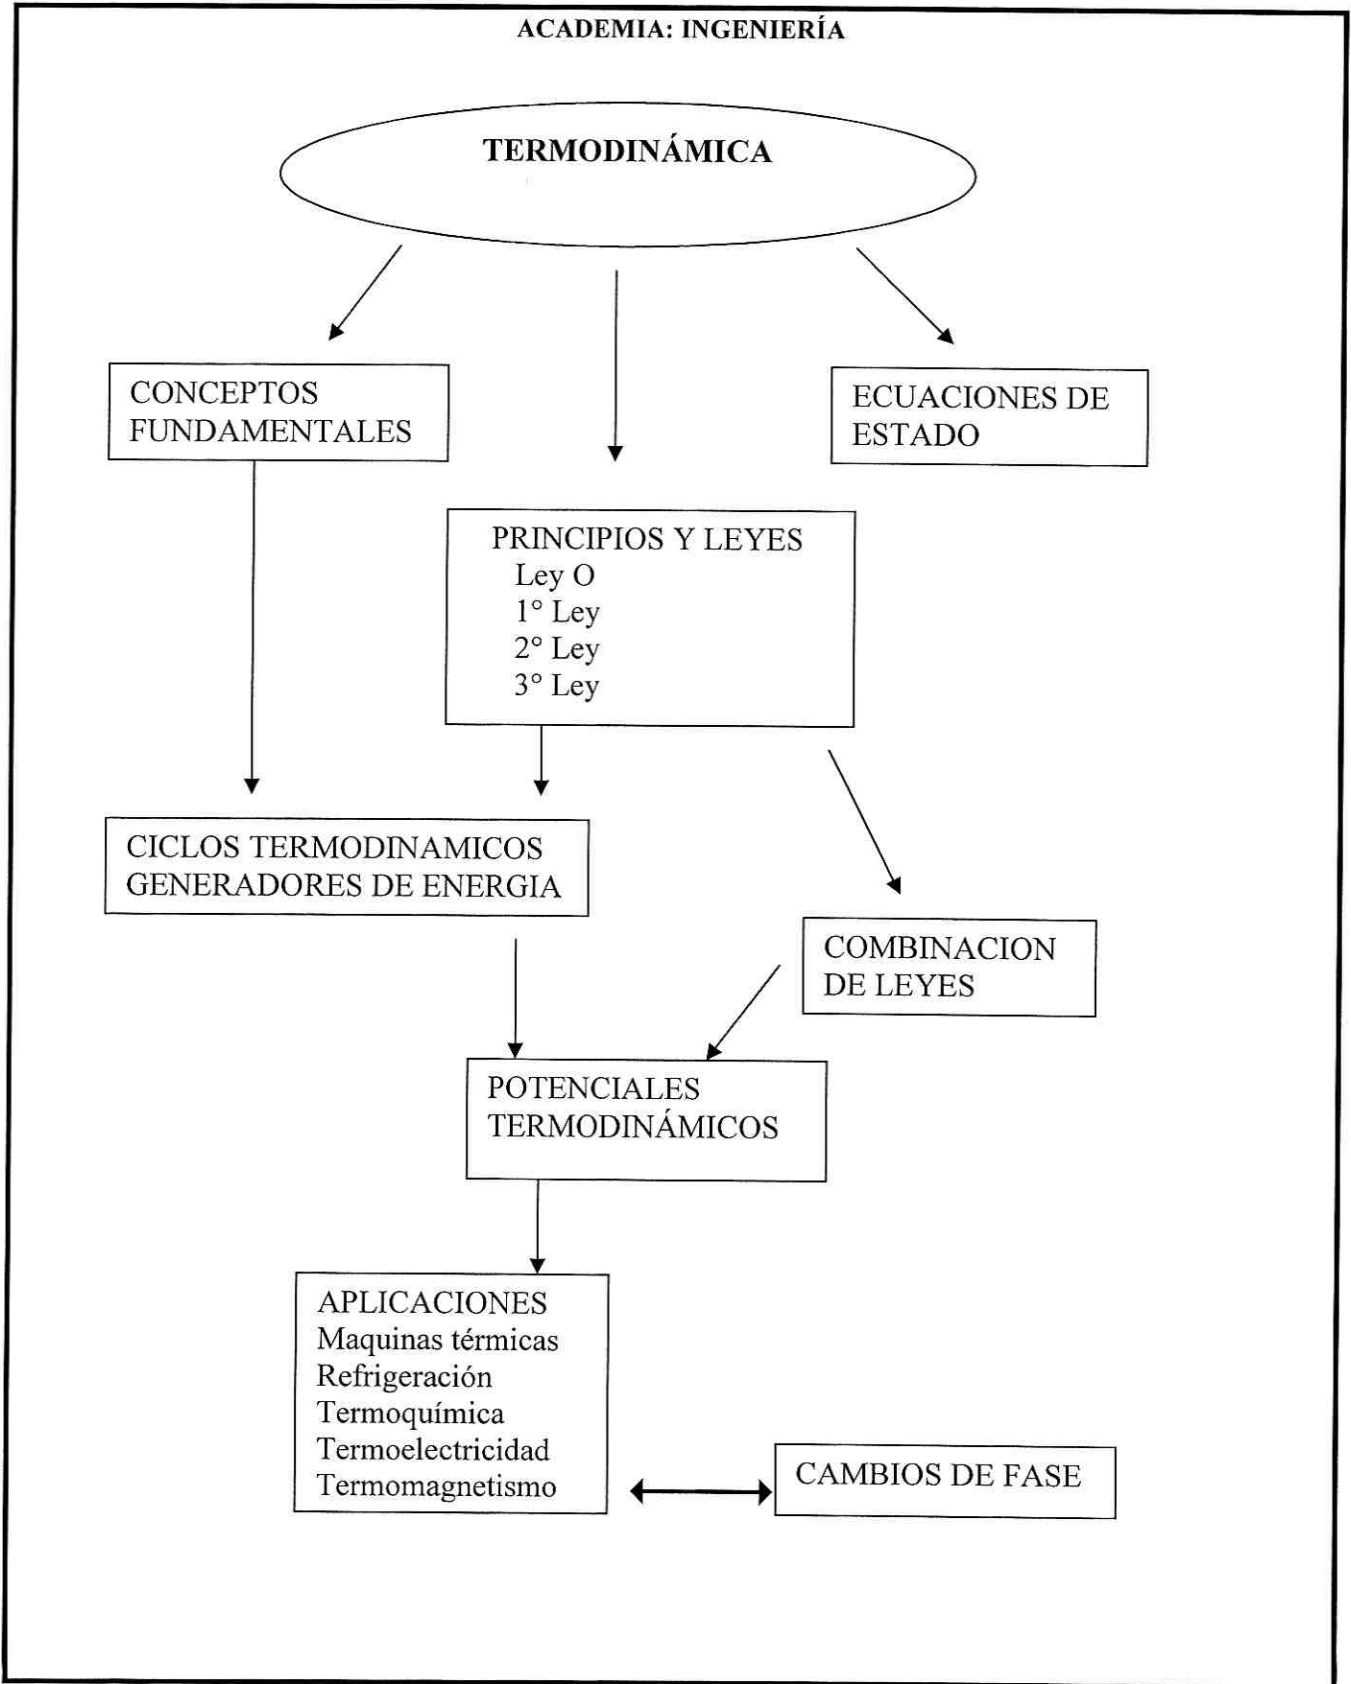 ACADEMIA: INGENIERÍA
TERMODINÁMICA
CONCEPTOS
FUNDAMENTALES
ECUACIONES DE
ESTADO
PRINCIPIOS Y LEYES
Ley O
1° Ley
2° Ley
3° Ley
CICLOS TERMODINAMICOS
GENERADORES DE ENERGIA
COMBINACION
DE LEYES
POTENCIALES
TERMODINÁMICOS
APLICACIONES
Maquinas térmicas
Refrigeración
Termoquímica
Termoelectricidad
Termomagnetismo
CAMBIOS DE FASE